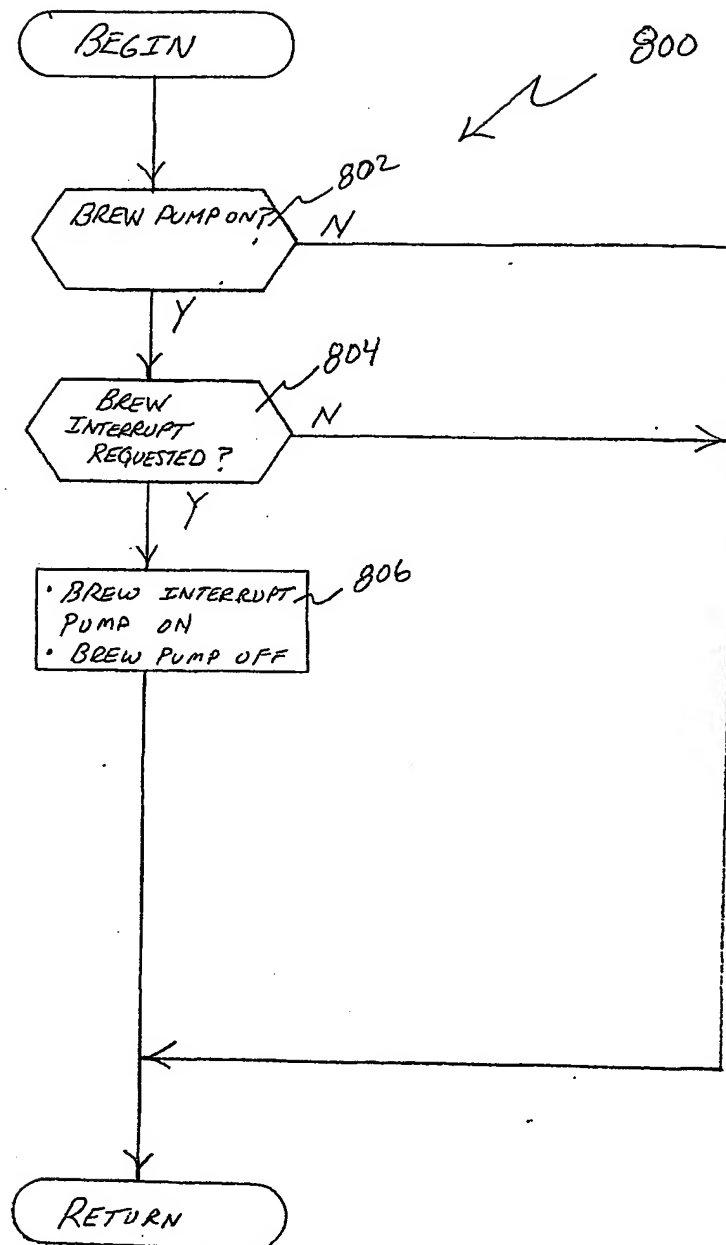 BEGIN
800
802
BREW PUMP ON?
N
Y
804
BREW
INTERRUPT
REQUESTED?
N
Y
806
· BREW INTERRUPT
PUMP ON
· BREW PUMP OFF
RETURN